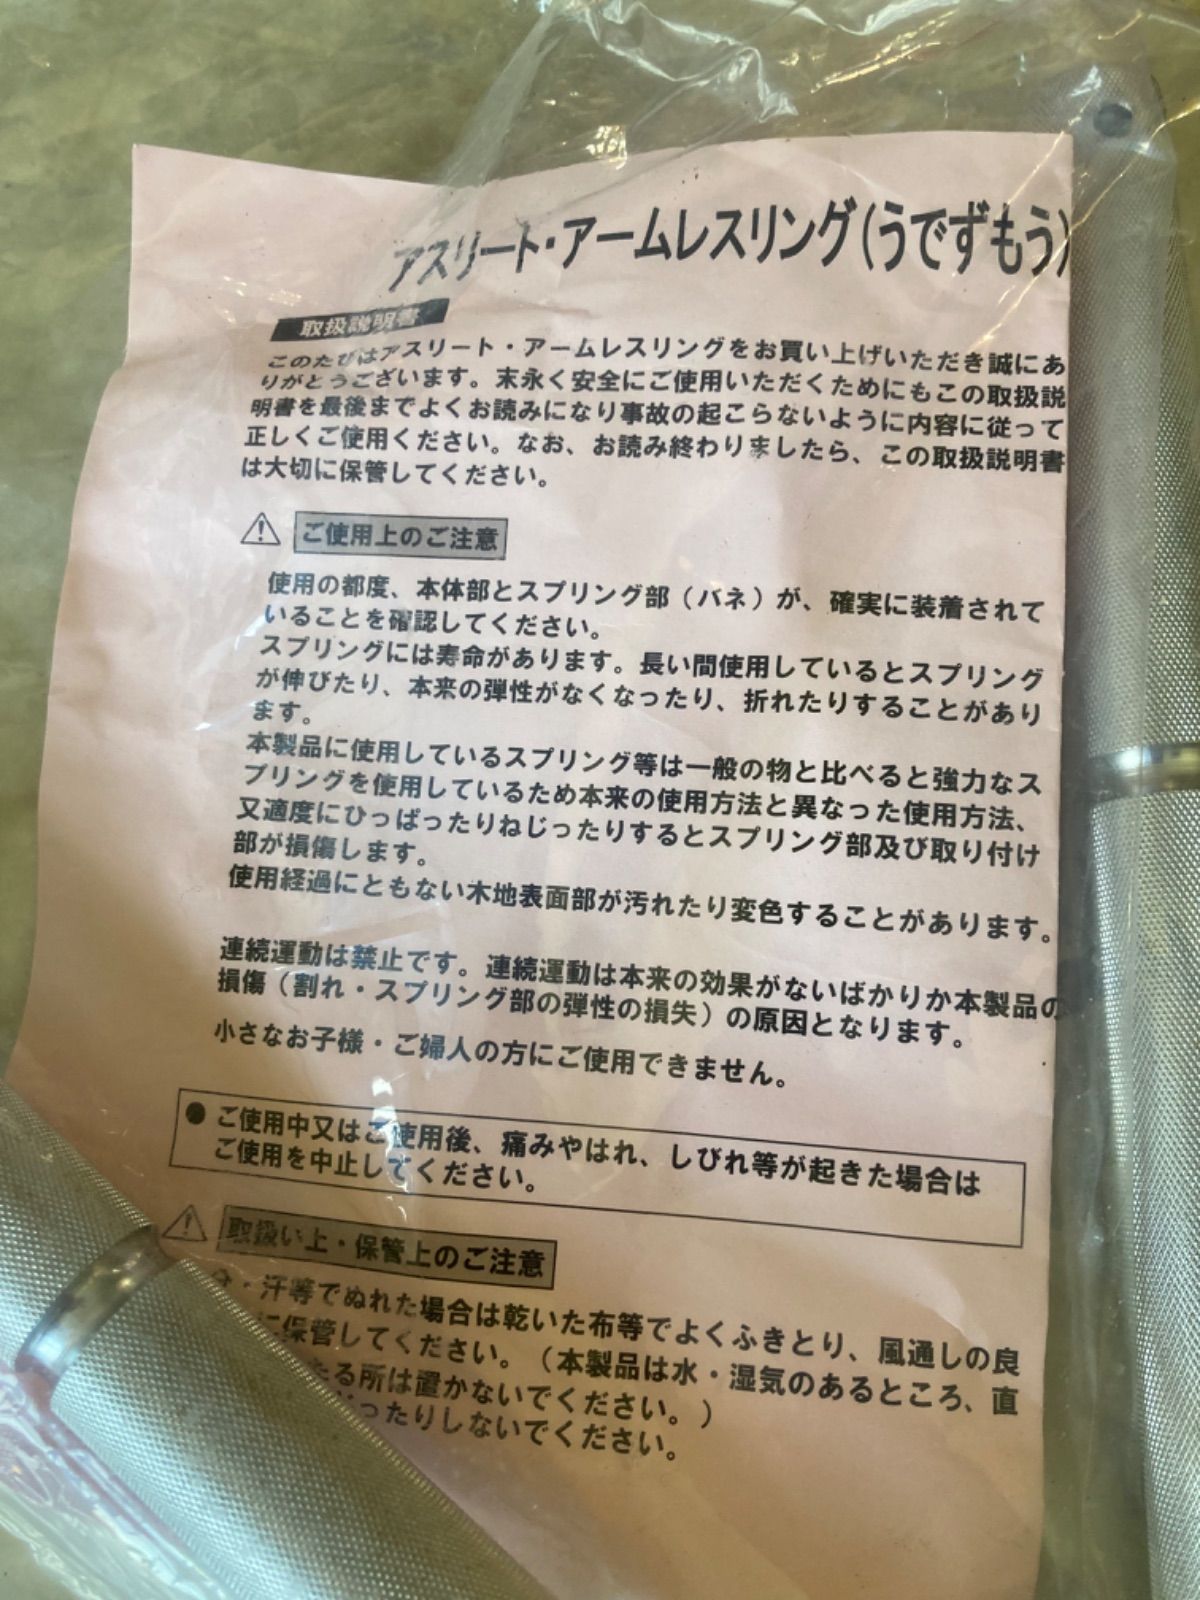 アスリート・アームレスリング(うでずもう)
取扱説明書
このたびはアスリート・アームレスリングをお買い上げいただき誠にあ
りがとうございます。末永く安全にご使用いただくためにもこの取扱説
明書を最後までよくお読みになり事故の起こらないように内容に従って
正しくご使用ください。なお、お読み終わりましたら、この取扱説明書
は大切に保管してください。
ご使用上のご注意
使用の都度、本体部とスプリング部（バネ）が、確実に装着されて
いることを確認してください。
スプリングには寿命があります。長い間使用しているとスプリング
が伸びたり、本来の弾性がなくなったり、折れたりすることがあり
ます。
本製品に使用しているスプリング等は一般の物と比べると強力なス
プリングを使用しているため本来の使用方法と異なった使用方法、
又適度にひっぱったりねじったりするとスプリング部及び取り付け
部が損傷します。
使用経過にともない木地表面部が汚れたり変色することがあります。
連続運動は禁止です。連続運動は本来の効果がないばかりか本製品の
損傷（割れ・スプリング部の弾性の損失）の原因となります。
小さなお子様・ご婦人の方にご使用できません。
● ご使用中又はご使用後、痛みやはれ、しびれ等が起きた場合は
ご使用を中止してください。
取扱い上・保管上のご注意
・汗等でぬれた場合は乾いた布等でよくふきとり、風通しの良
に保管してください。（本製品は水・湿気のあるところ、直
たる所は置かないでください。）
ったりしないでください。